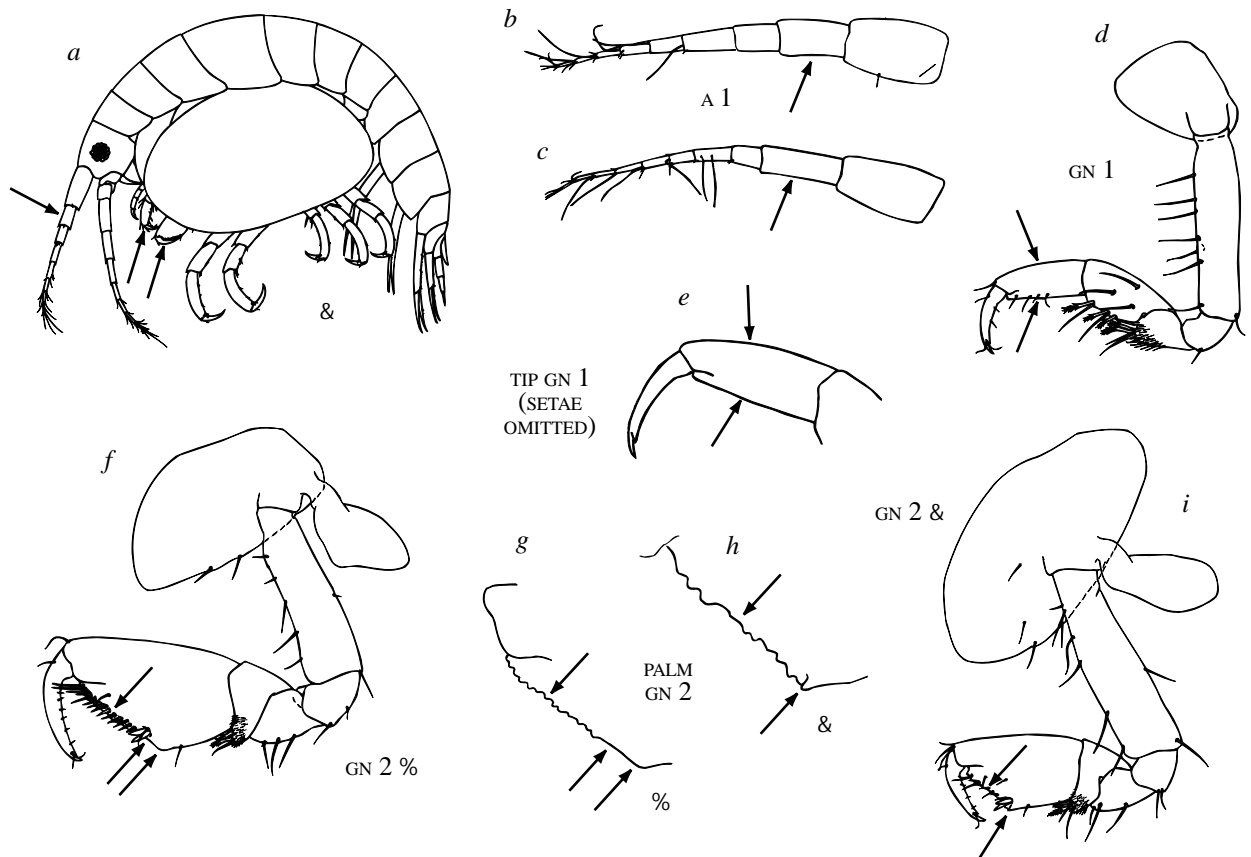 a
&
b
A 1
c
d
GN 1
e
TIP GN 1
(SETAE
OMITTED)
f
GN 2 %
g
%
h
PALM
GN 2
&
GN 2 &
i